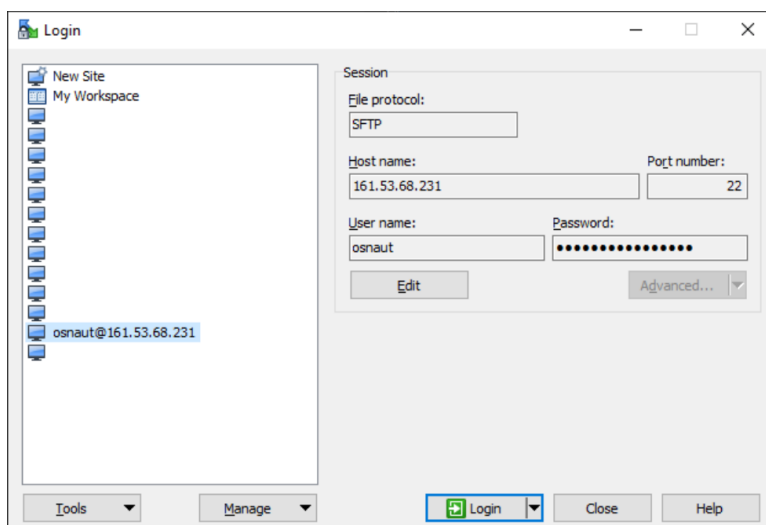 Login
New Site
My Workspace
osnaut@161.53.68.231
Session
File protocol:
SFTP
Host name:
Port number:
161.53.68.231
22
User name:
Password:
osnaut
••••••••••••••••
Edit
Advanced...
Tools
Manage
Login
Close
Help